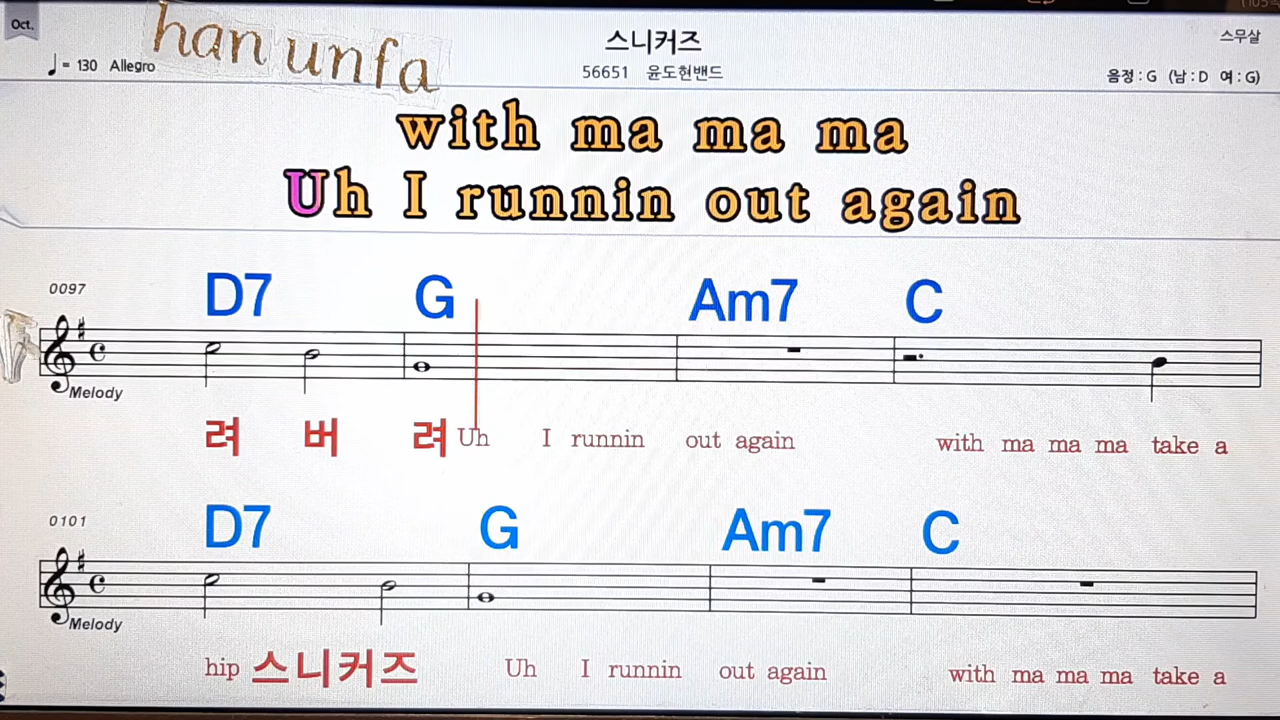 Oct.
han unfa
스니커즈
스무살
♩= 130 Allegro
56651 윤도현밴드
음정 : G (남 : D 여 : G)
with ma ma ma
Uh I runnin out again
0097
D7 G Am7 C
Melody
려 버 려 Uh I runnin out again with ma ma ma take a
0101
D7 G Am7 C
Melody
hip 스니커즈 Uh I runnin out again with ma ma ma take a